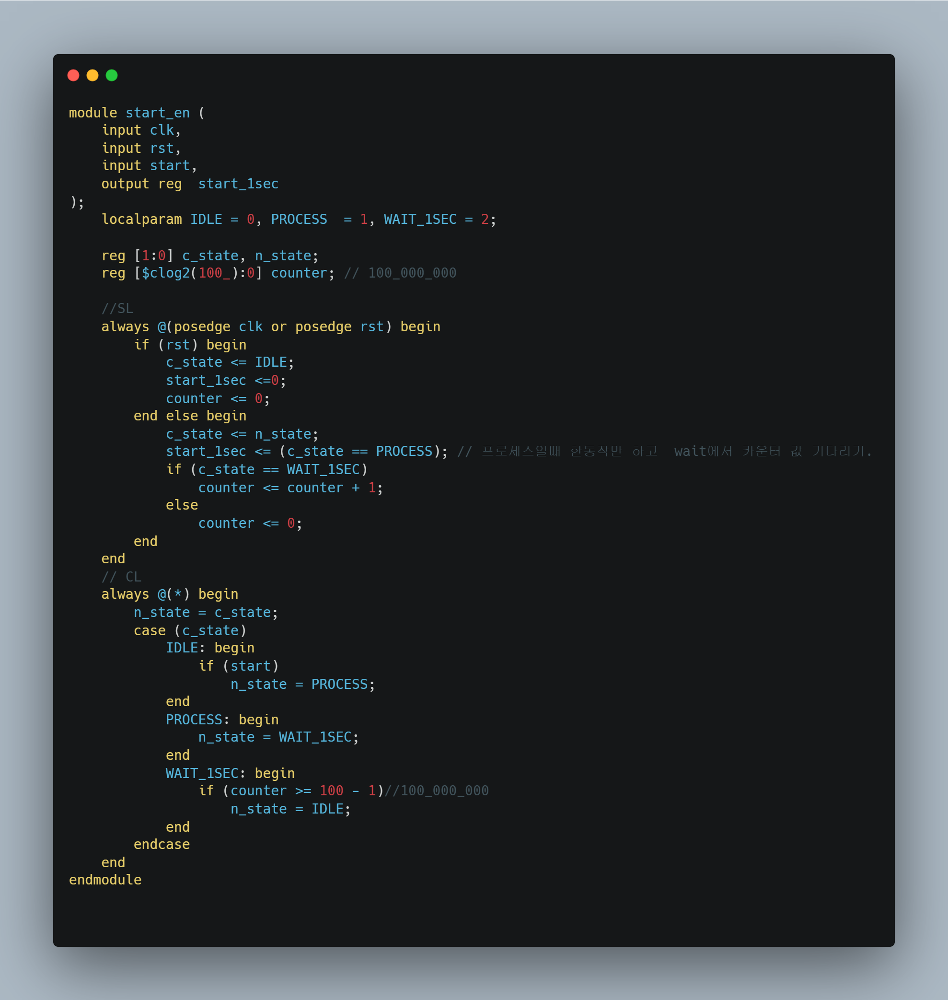 module start_en (
    input clk,
    input rst,
    input start,
    output reg  start_1sec
);
    localparam IDLE = 0, PROCESS  = 1, WAIT_1SEC = 2;

    reg [1:0] c_state, n_state;
    reg [$clog2(100_):0] counter; // 100_000_000

    //SL
    always @(posedge clk or posedge rst) begin
        if (rst) begin
            c_state <= IDLE;
            start_1sec <=0;
            counter <= 0;
        end else begin
            c_state <= n_state;
            start_1sec <= (c_state == PROCESS); // 프로세스일때 한동작만 하고  wait에서 카운터 값 기다리기.
            if (c_state == WAIT_1SEC)
                counter <= counter + 1;
            else
                counter <= 0;
        end
    end
    // CL
    always @(*) begin
        n_state = c_state;
        case (c_state)
            IDLE: begin
                if (start)
                    n_state = PROCESS;
            end
            PROCESS: begin
                n_state = WAIT_1SEC;
            end
            WAIT_1SEC: begin
                if (counter >= 100 - 1)//100_000_000
                    n_state = IDLE;
            end
        endcase
    end
endmodule